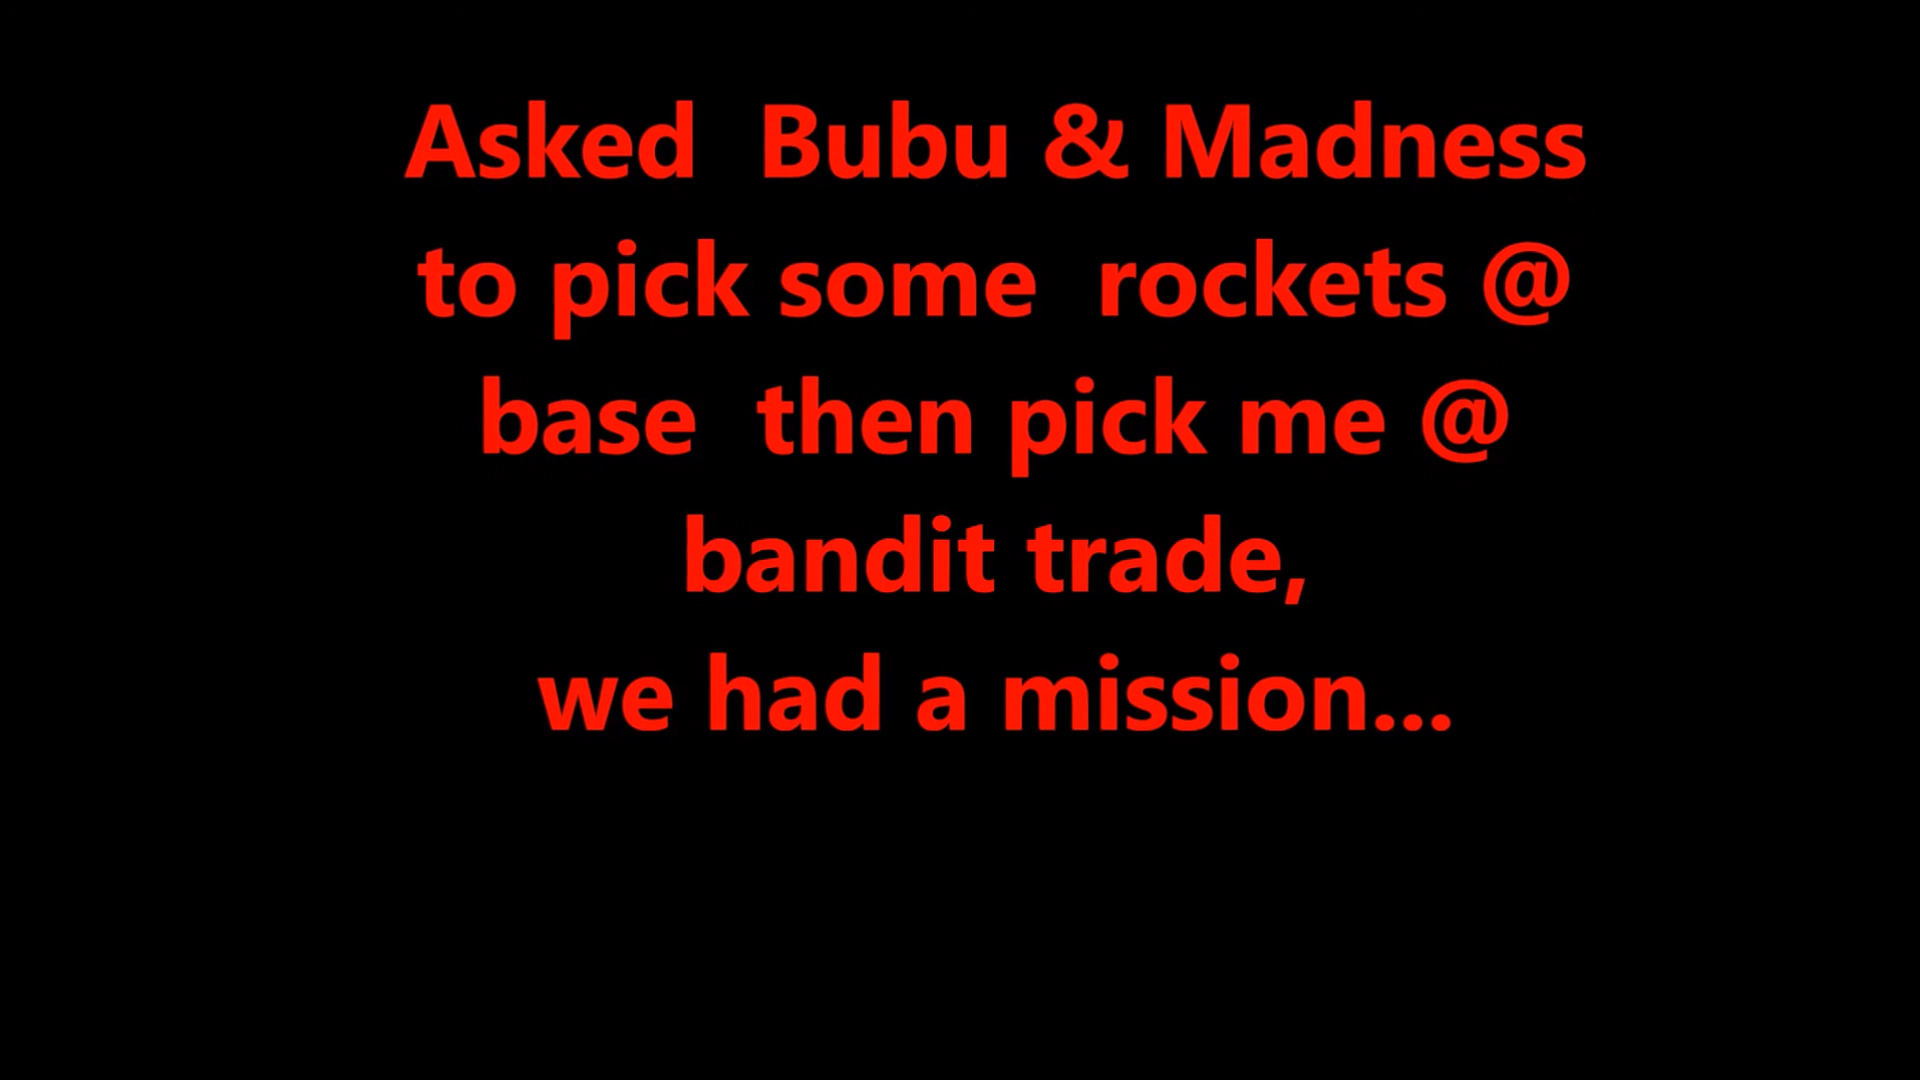 Asked  Bubu & Madness
to pick some  rockets @
base  then pick me @
bandit trade,
we had a mission...